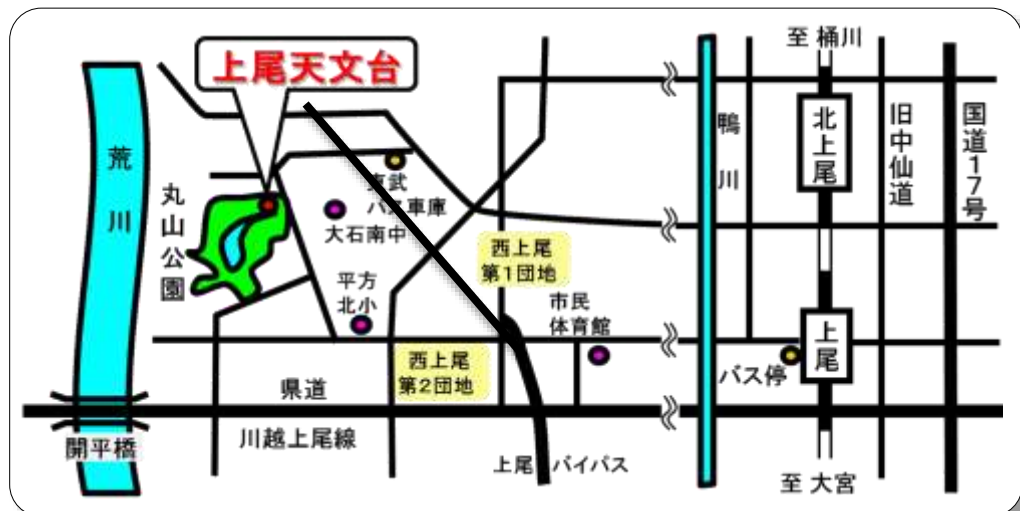 上尾天文台
荒川
丸山公園
東武
バス車庫
大石南中
平方
北小
西上尾
第1団地
市民
体育館
西上尾
第2団地
県道
川越上尾線
開平橋
上尾バイパス
鴨川
至 桶川
北上尾
旧中仙道
国道17号
上尾
バス停
至 大宮